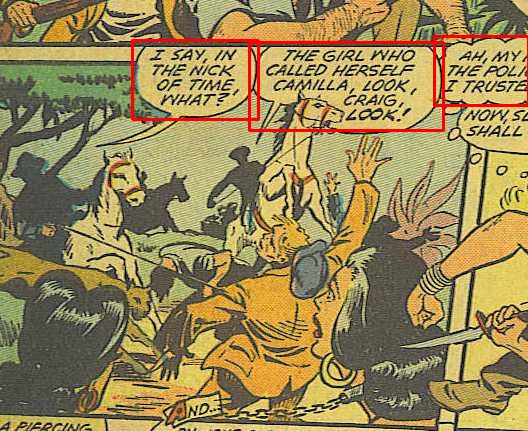 I SAY, IN
THE NICK
OF TIME,
WHAT?
THE GIRL WHO
CALLED HERSELF
CAMILLA, LOOK,
CRAIG,
LOOK!
AH, MY
THE POLI
I TRUSTE
NOW, SL
SHALL
A PIERCING
AND...